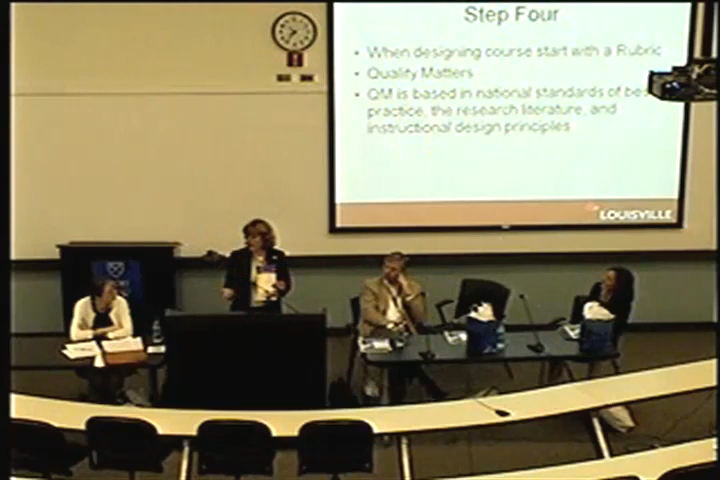 Step Four
• When designing course start with a Rubric
• Quality Matters
• QM is based in national standards of
practice, the research literature, and
instructional design principles
LOUISVILLE